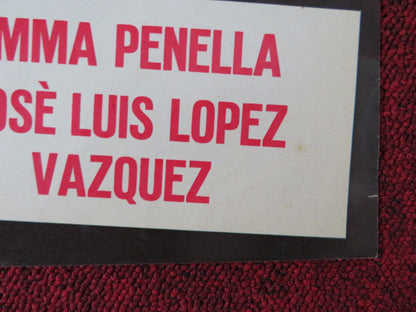 MMA PENELLA
OSÈ LUIS LOPEZ
VAZQUEZ